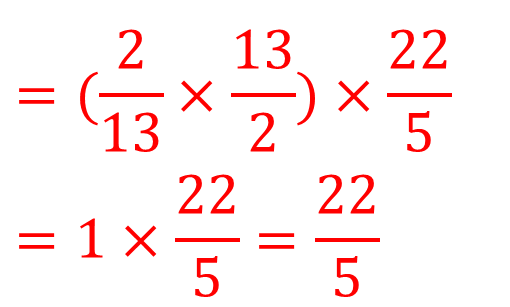 = (2/13 × 13/2) × 22/5
= 1 × 22/5 = 22/5